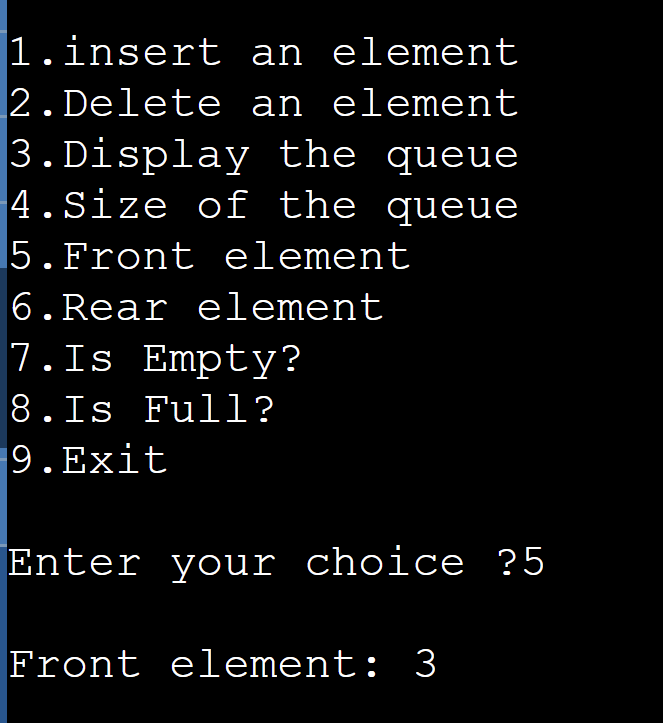 1.insert an element
2.Delete an element
3.Display the queue
4.Size of the queue
5.Front element
6.Rear element
7.Is Empty?
8.Is Full?
9.Exit
Enter your choice ?5
Front element: 3